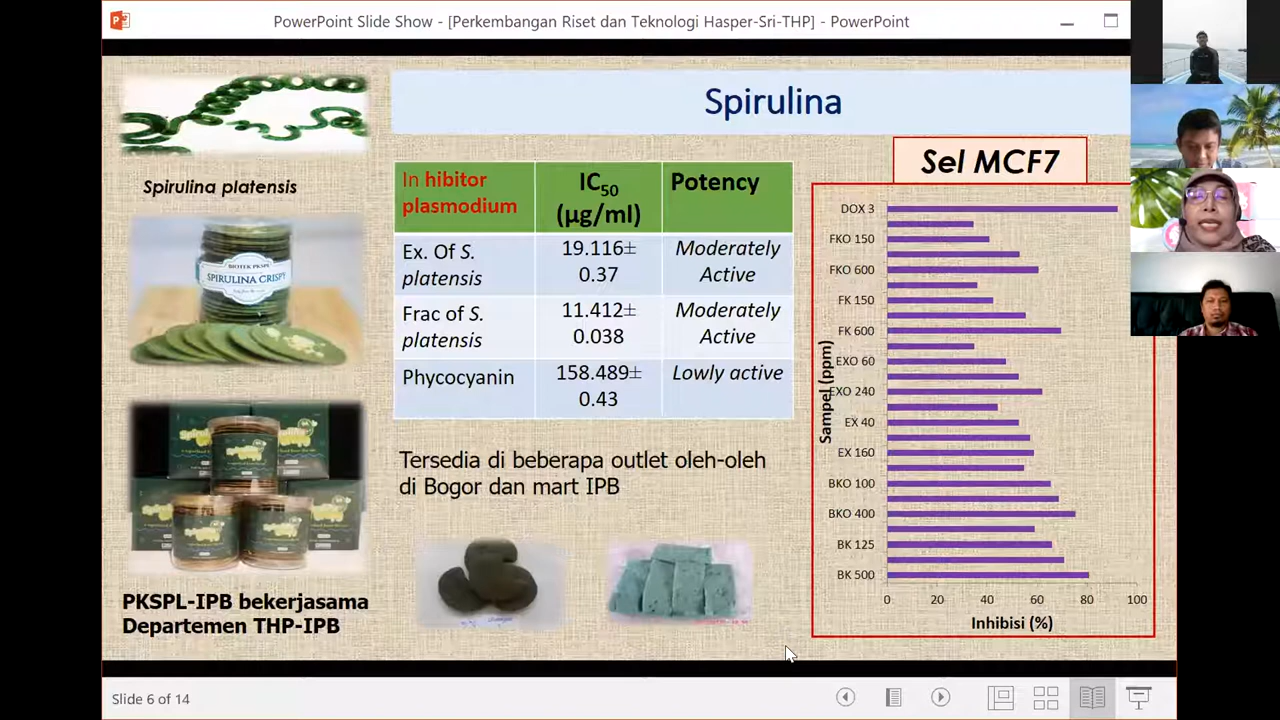 PowerPoint Slide Show - [Perkembangan Riset dan Teknologi Hasper-Sri-THP] - PowerPoint
Spirulina
Spirulina platensis
BIOTEK PKSPL
SPIRULINA CRISPY
PKSPL-IPB bekerjasama
Departemen THP-IPB
In hibitor plasmodium
IC50 (µg/ml)
Potency
Ex. Of S. platensis
19.116± 0.37
Moderately Active
Frac of S. platensis
11.412± 0.038
Moderately Active
Phycocyanin
158.489± 0.43
Lowly active
Tersedia di beberapa outlet oleh-oleh
di Bogor dan mart IPB
Sel MCF7
Sampel (ppm)
DOX 3
FKO 150
FKO 600
FK 150
FK 600
EXO 60
EXO 240
EX 40
EX 160
BKO 100
BKO 400
BK 125
BK 500
0 20 40 60 80 100
Inhibisi (%)
Slide 6 of 14